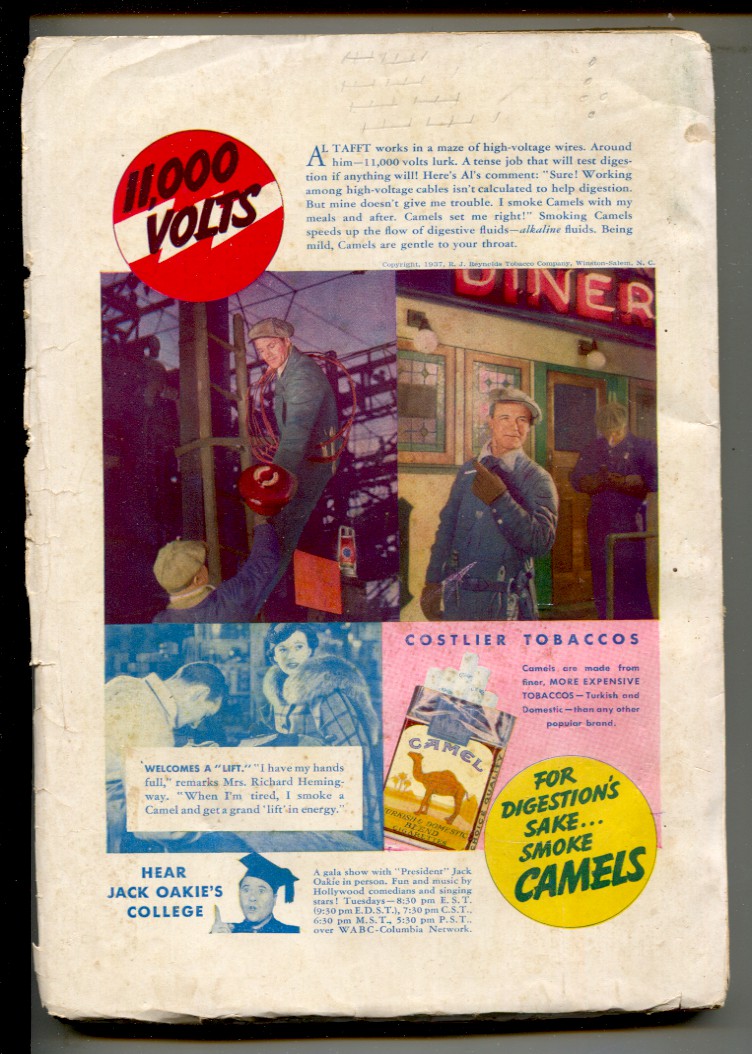 11,000
VOLTS
AL TAFFT works in a maze of high-voltage wires. Around
him—11,000 volts lurk. A tense job that will test diges-
tion if anything will! Here's Al's comment: "Sure! Working
among high-voltage cables isn't calculated to help digestion.
But mine doesn't give me trouble. I smoke Camels with my
meals and after. Camels set me right!" Smoking Camels
speeds up the flow of digestive fluids—alkaline fluids. Being
mild, Camels are gentle to your throat.
Copyright, 1937, R. J. Reynolds Tobacco Company, Winston-Salem, N. C.
DINER
COSTLIER TOBACCOS
Camels are made from
finer, MORE EXPENSIVE
TOBACCOS—Turkish and
Domestic—than any other
popular brand.
CAMEL
TURKISH & DOMESTIC
BLEND
CIGARETTES
CHOICE QUALITY
WELCOMES A "LIFT." "I have my hands
full," remarks Mrs. Richard Heming-
way. "When I'm tired, I smoke a
Camel and get a grand 'lift' in energy."
FOR
DIGESTION'S
SAKE...
SMOKE
CAMELS
HEAR
JACK OAKIE'S
COLLEGE
A gala show with "President" Jack
Oakie in person. Fun and music by
Hollywood comedians and singing
stars! Tuesdays—8:30 pm E.S.T.
(9:30 pm E.D.S.T.), 7:30 pm C.S.T.,
6:30 pm M.S.T., 5:30 pm P.S.T.,
over WABC-Columbia Network.